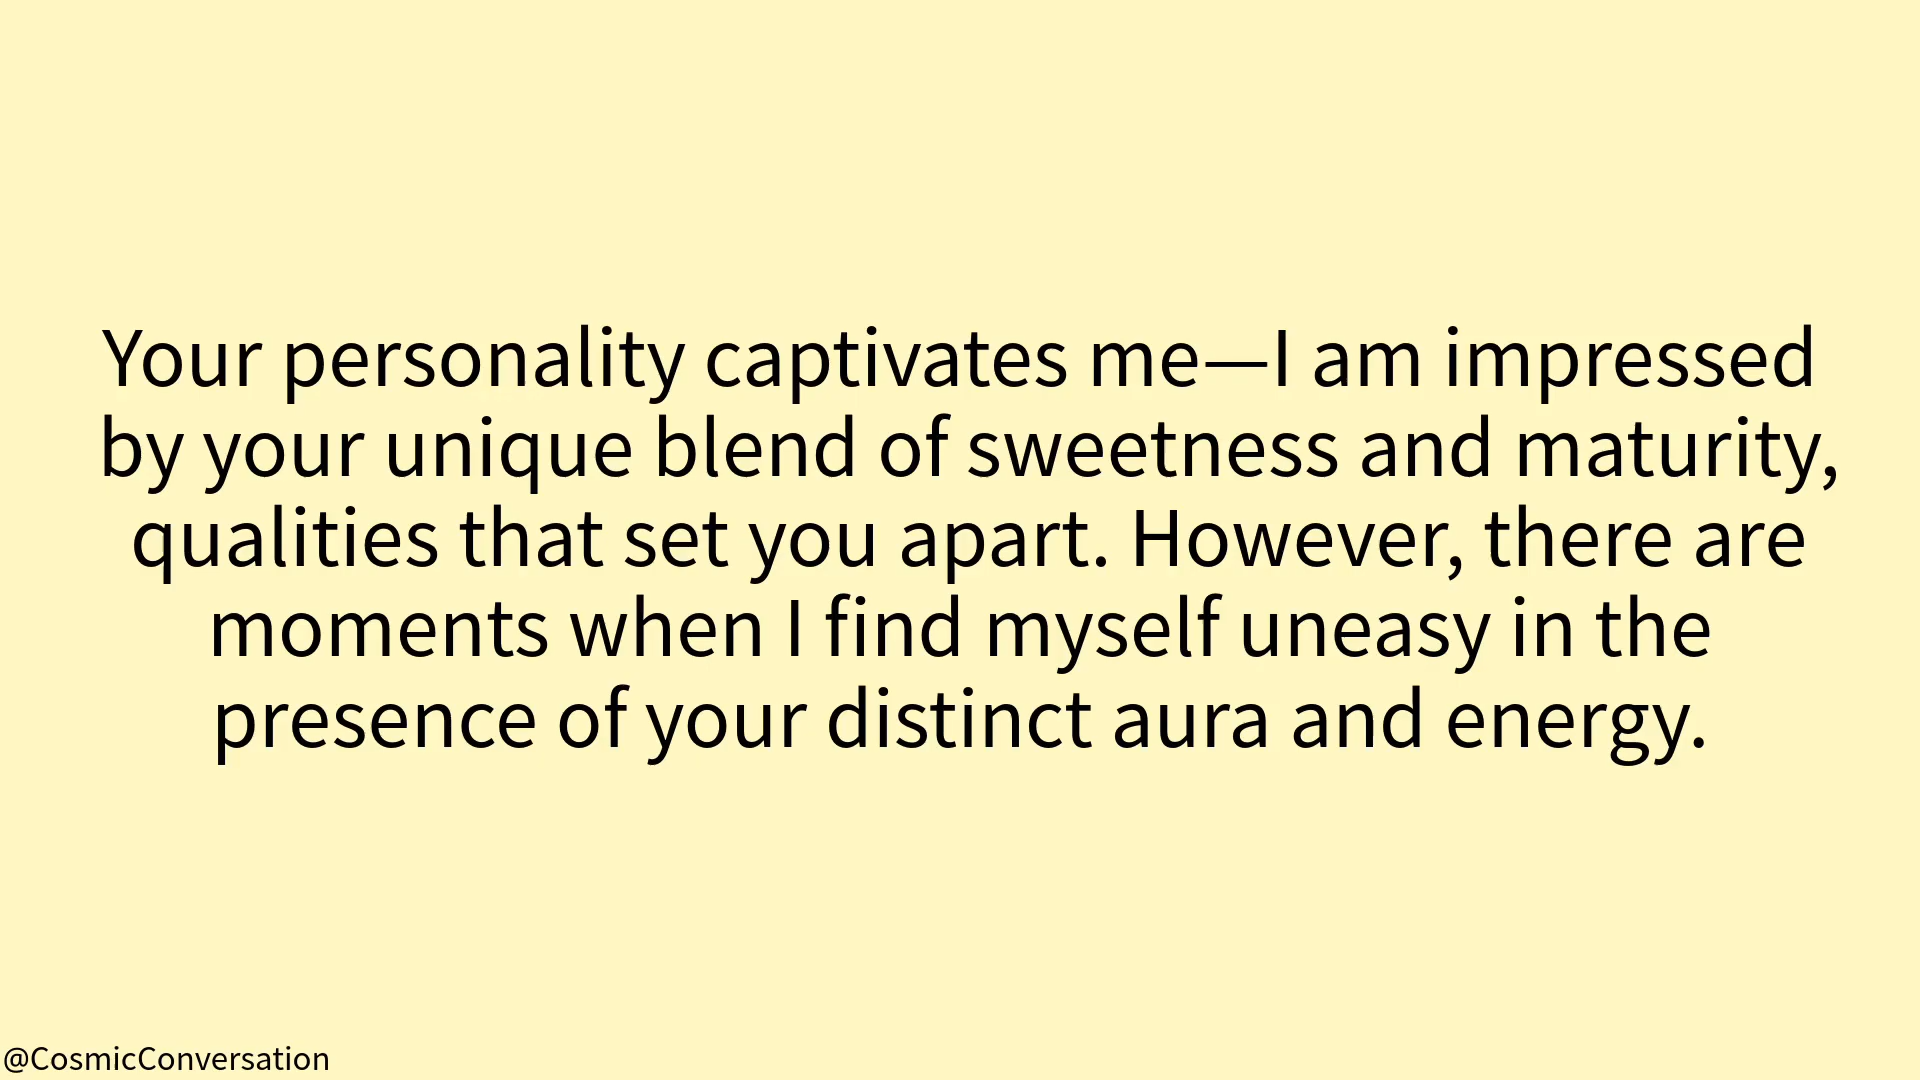 Your personality captivates me—I am impressed
by your unique blend of sweetness and maturity,
qualities that set you apart. However, there are
moments when I find myself uneasy in the
presence of your distinct aura and energy.
@CosmicConversation